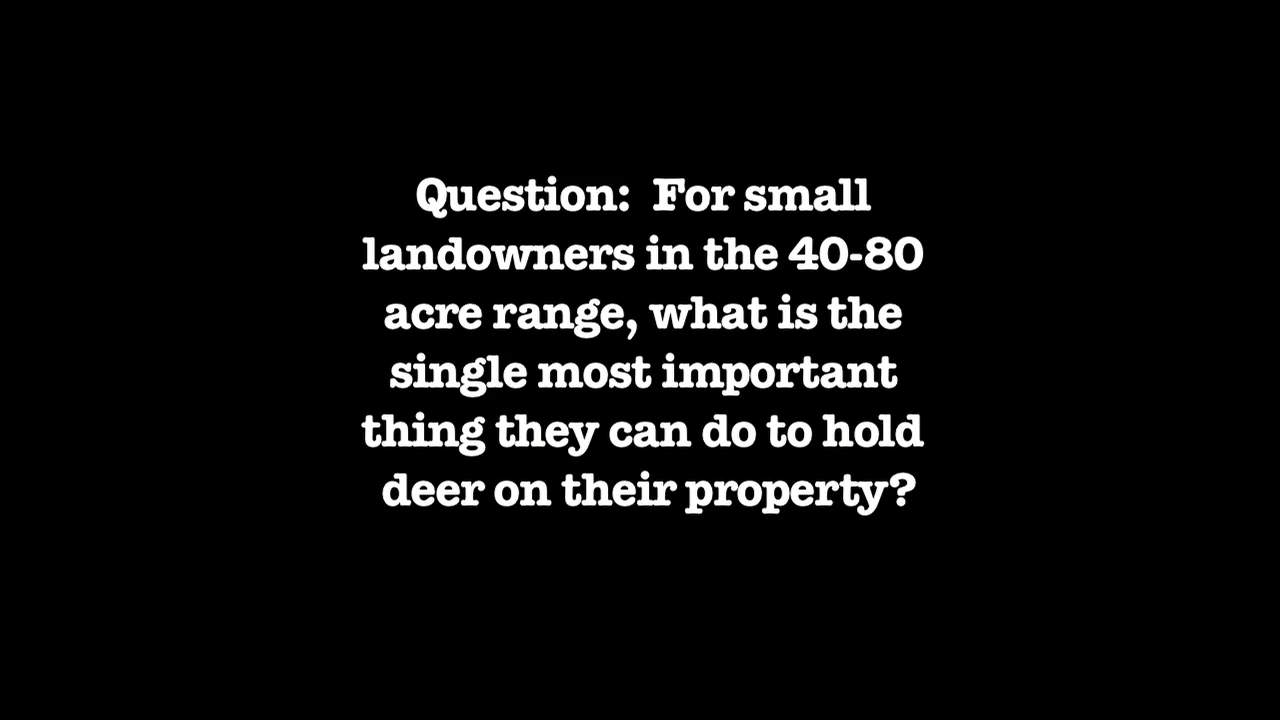 Question:  For small
landowners in the 40-80
acre range, what is the
single most important
thing they can do to hold
deer on their property?